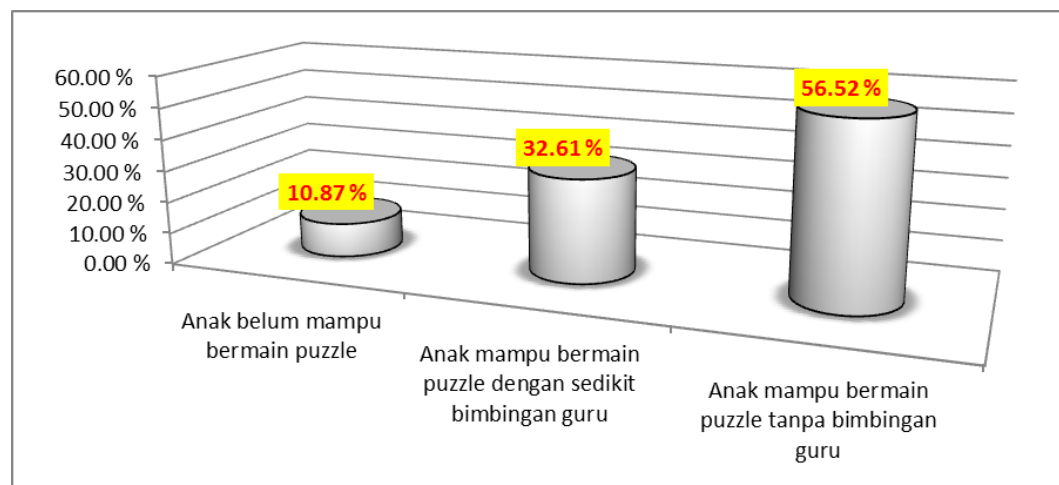 60.00 %
50.00 %
40.00 %
30.00 %
20.00 %
10.00 %
0.00 %
10.87 %
32.61 %
56.52 %
Anak belum mampu
bermain puzzle
Anak mampu bermain
puzzle dengan sedikit
bimbingan guru
Anak mampu bermain
puzzle tanpa bimbingan
guru